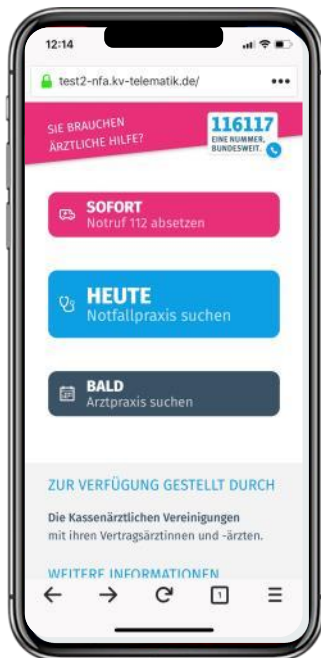 12:14
test2-nfa.kv-telematik.de/
SIE BRAUCHEN
ÄRZTLICHE HILFE?
116117
EINE NUMMER,
BUNDESWEIT.
SOFORT
Notruf 112 absetzen
HEUTE
Notfallpraxis suchen
BALD
Arztpraxis suchen
ZUR VERFÜGUNG GESTELLT DURCH
Die Kassenärztlichen Vereinigungen
mit ihren Vertragsärztinnen und -ärzten.
WEITERE INFORMATIONEN
1